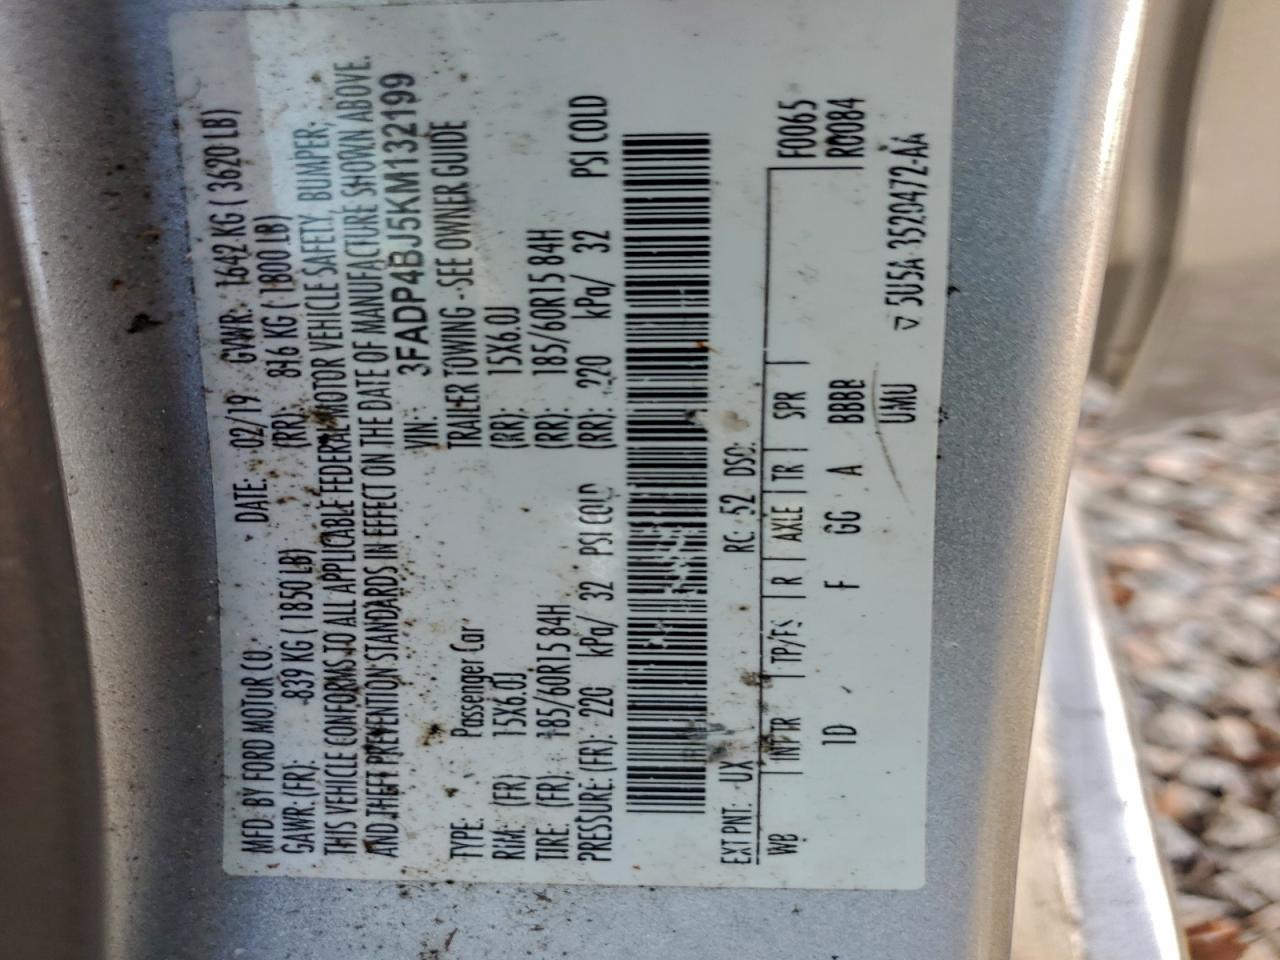 MFD. BY FORD MOTOR CO. DATE: 02/19 GVWR: 1642 KG ( 3620 LB)
GAWR: (FR): 839 KG ( 1850 LB) (RR): 816 KG ( 1800 LB)
THIS VEHICLE CONFORMS TO ALL APPLICABLE FEDERAL MOTOR VEHICLE SAFETY, BUMPER,
AND THEFT PREVENTION STANDARDS IN EFFECT ON THE DATE OF MANUFACTURE SHOWN ABOVE.
VIN: 3FADP4BJ5KM132199
TYPE: Passenger Car TRAILER TOWING - SEE OWNER GUIDE
RIM: (FR) 15X6.0J (RR): 15X6.0J
TIRE: (FR) 185/60R15 84H (RR): 185/60R15 84H
PRESSURE: (FR): 220 kPa/ 32 PSI COLD (RR): 220 kPa/ 32 PSI COLD
EXT PNT: UX RC: 52 DSO: F0065
WB INTR TP/PS R AXLE TR SPR R0084
1D F GG A BBBB
UMU 5U5A-3520472-AA